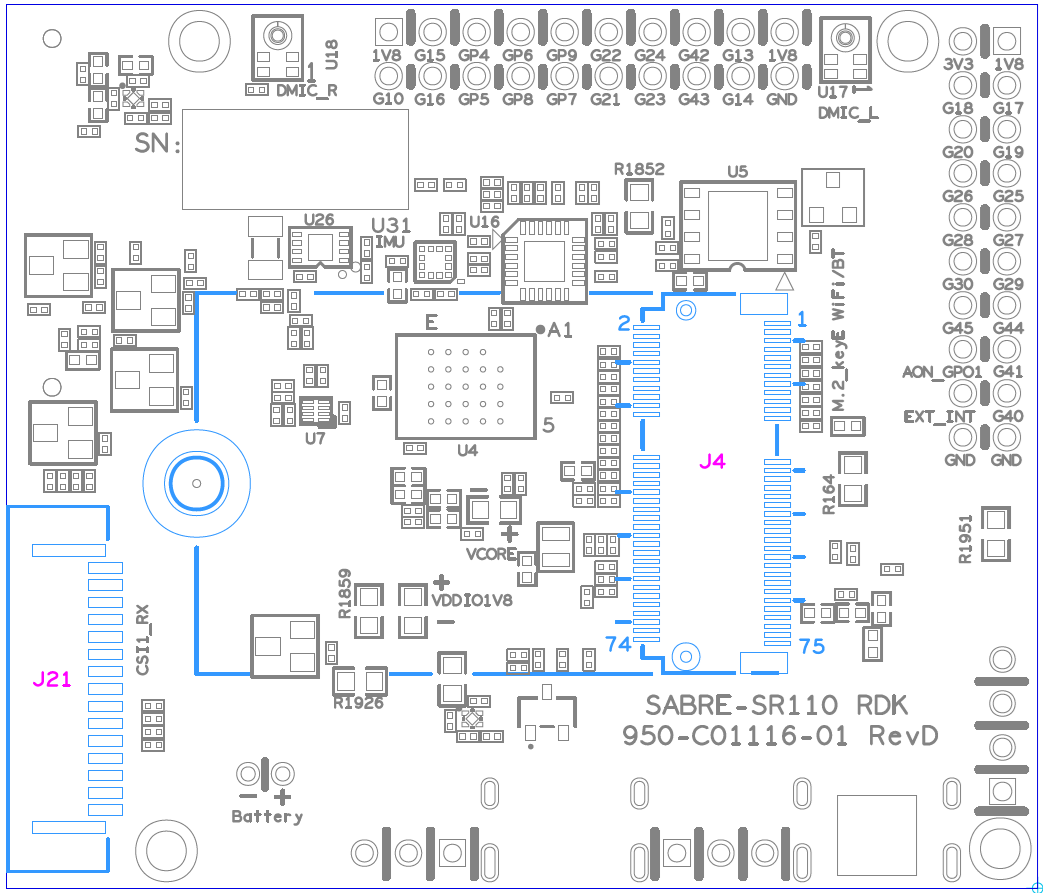 U18
1V8 G15 GP4 GP6 GP9 G22 G24 G42 G13 1V8
DMIC_R
G10 G16 GP5 GP8 GP7 G21 G23 G43 G14 GND
U17
DMIC_L
3V3 1V8
G18 G17
G20 G19
G26 G25
G28 G27
G30 G29
G45 G44
AON_GPO1 G41
EXT_INT G40
GND GND
SN:
R1852
U5
U26
U31
IMU
U16
M.2_keyE WiFi/BT
E
A1
2
1
5
U4
U7
J4
R164
R1951
VCORE
R1859
VDDIO1V8
74
75
CSI1_RX
J21
R1926
SABRE-SR110 RDK
950-C01116-01 RevD
Battery